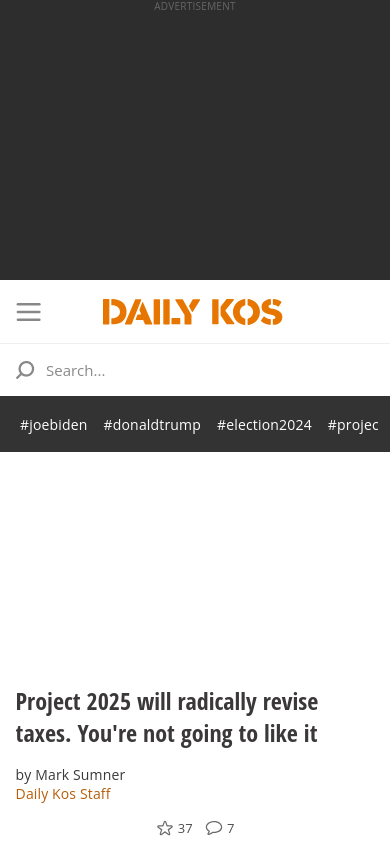 ADVERTISEMENT
DAILY KOS
Search...
#joebiden #donaldtrump #election2024 #projec
Project 2025 will radically revise
taxes. You're not going to like it
by Mark Sumner
Daily Kos Staff
37 7